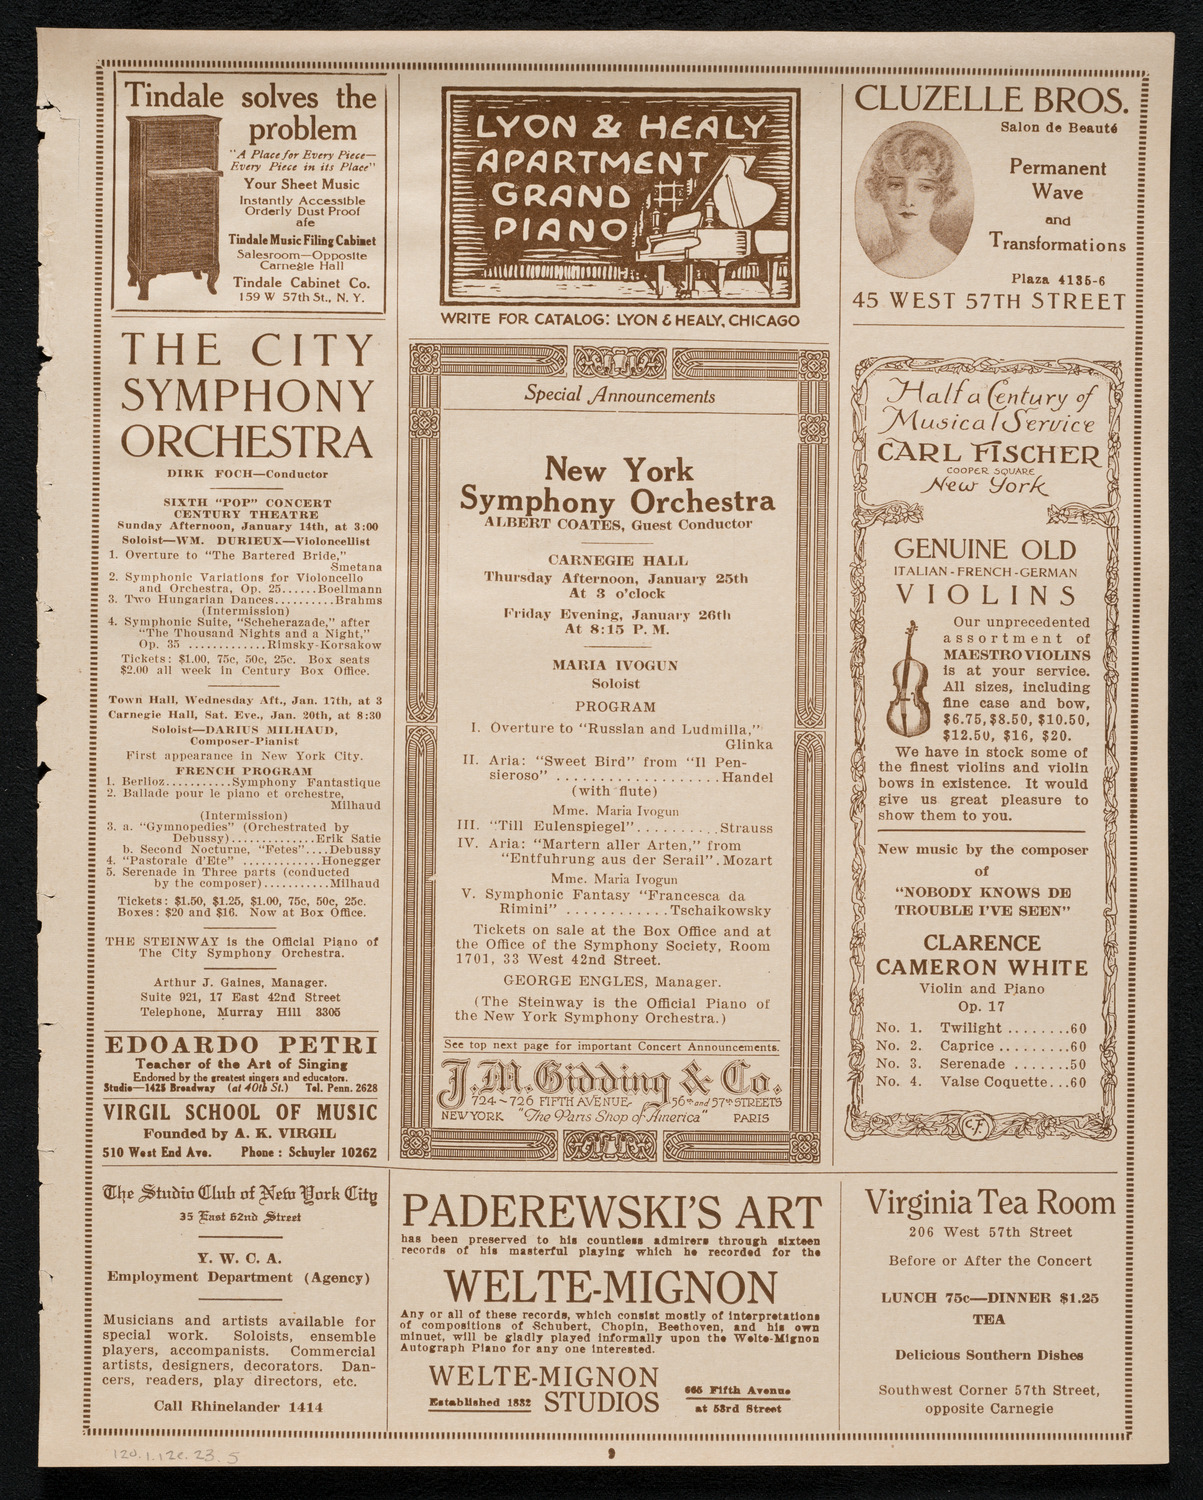 Tindale solves the
problem
"A Place for Every Piece—
Every Piece in its Place"
Your Sheet Music
Instantly Accessible
Orderly Dust Proof
afe
Tindale Music Filing Cabinet
Salesroom—Opposite
Carnegie Hall
Tindale Cabinet Co.
159 W 57th St., N. Y.
THE CITY
SYMPHONY
ORCHESTRA
DIRK FOCH—Conductor
SIXTH "POP" CONCERT
CENTURY THEATRE
Sunday Afternoon, January 14th, at 3:00
Soloist—WM. DURIEUX—Violoncellist
1. Overture to "The Bartered Bride,"
Smetana
2. Symphonic Variations for Violoncello
and Orchestra, Op. 25......Boellmann
3. Two Hungarian Dances..........Brahms
(Intermission)
4. Symphonic Suite, "Scheherazade," after
"The Thousand Nights and a Night,"
Op. 35 .............Rimsky-Korsakow
Tickets: $1.00, 75c, 50c, 25c. Box seats
$2.00 all week in Century Box Office.
Town Hall, Wednesday Aft., Jan. 17th, at 3
Carnegie Hall, Sat. Eve., Jan. 20th, at 8:30
Soloist—DARIUS MILHAUD,
Composer-Pianist
First appearance in New York City.
FRENCH PROGRAM
1. Berlioz...........Symphony Fantastique
2. Ballade pour le piano et orchestre,
Milhaud
(Intermission)
3. a. "Gymnopedies" (Orchestrated by
Debussy)..............Erik Satie
b. Second Nocturne, "Fetes"....Debussy
4. "Pastorale d'Ete" .............Honegger
5. Serenade in Three parts (conducted
by the composer)...........Milhaud
Tickets: $1.50, $1.25, $1.00, 75c, 50c, 25c.
Boxes: $20 and $16. Now at Box Office.
THE STEINWAY is the Official Piano of
The City Symphony Orchestra.
Arthur J. Gaines, Manager.
Suite 921, 17 East 42nd Street
Telephone, Murray Hill 3305
EDOARDO PETRI
Teacher of the Art of Singing
Endorsed by the greatest singers and educators.
Studio—1425 Broadway (at 40th St.) Tel. Penn. 2628
VIRGIL SCHOOL OF MUSIC
Founded by A. K. VIRGIL
510 West End Ave. Phone: Schuyler 10262
LYON & HEALY
APARTMENT
GRAND
PIANO
WRITE FOR CATALOG: LYON & HEALY, CHICAGO
Special Announcements
New York
Symphony Orchestra
ALBERT COATES, Guest Conductor
CARNEGIE HALL
Thursday Afternoon, January 25th
At 3 o'clock
Friday Evening, January 26th
At 8:15 P. M.
MARIA IVOGUN
Soloist
PROGRAM
I. Overture to "Russlan and Ludmilla,"
Glinka
II. Aria: "Sweet Bird" from "Il Pen-
sieroso" ....................Handel
(with flute)
Mme. Maria Ivogun
III. "Till Eulenspiegel"..........Strauss
IV. Aria: "Martern aller Arten," from
"Entfuhrung aus der Serail".Mozart
Mme. Maria Ivogun
V. Symphonic Fantasy "Francesca da
Rimini" ............Tschaikowsky
Tickets on sale at the Box Office and at
the Office of the Symphony Society, Room
1701, 33 West 42nd Street.
GEORGE ENGLES, Manager.
(The Steinway is the Official Piano of
the New York Symphony Orchestra.)
See top next page for important Concert Announcements.
J.M. Gidding & Co.
724~726 FIFTH AVENUE 56th and 57th STREETS
NEW YORK "The Paris Shop of America" PARIS
CLUZELLE BROS.
Salon de Beauté
Permanent
Wave
and
Transformations
Plaza 4135-6
45 WEST 57TH STREET
Half a Century of
Musical Service
CARL FISCHER
COOPER SQUARE
New York
GENUINE OLD
ITALIAN-FRENCH-GERMAN
VIOLINS
Our unprecedented
assortment of
MAESTRO VIOLINS
is at your service.
All sizes, including
fine case and bow,
$6.75, $8.50, $10.50,
$12.50, $16, $20.
We have in stock some of
the finest violins and violin
bows in existence. It would
give us great pleasure to
show them to you.
New music by the composer
of
"NOBODY KNOWS DE
TROUBLE I'VE SEEN"
CLARENCE
CAMERON WHITE
Violin and Piano
Op. 17
No. 1. Twilight ........60
No. 2. Caprice .........60
No. 3. Serenade .......50
No. 4. Valse Coquette...60
CF
The Studio Club of New York City
35 East 62nd Street
Y. W. C. A.
Employment Department (Agency)
Musicians and artists available for
special work. Soloists, ensemble
players, accompanists. Commercial
artists, designers, decorators. Dan-
cers, readers, play directors, etc.
Call Rhinelander 1414
PADEREWSKI'S ART
has been preserved to his countless admirers through sixteen
records of his masterful playing which he recorded for the
WELTE-MIGNON
Any or all of these records, which consist mostly of interpretations
of compositions of Schubert, Chopin, Beethoven, and his own
minuet, will be gladly played informally upon the Welte-Mignon
Autograph Piano for any one interested.
WELTE-MIGNON
Established 1832 STUDIOS
665 Fifth Avenue
at 53rd Street
Virginia Tea Room
206 West 57th Street
Before or After the Concert
LUNCH 75c—DINNER $1.25
TEA
Delicious Southern Dishes
Southwest Corner 57th Street,
opposite Carnegie
9
120.1.12e.23.5